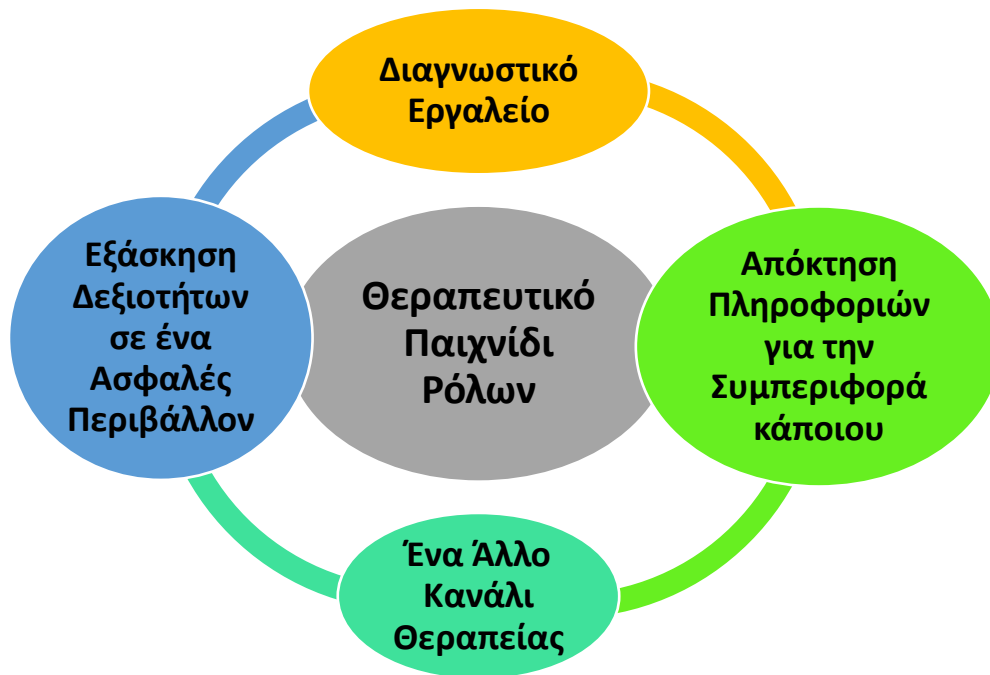 Διαγνωστικό
Εργαλείο
Εξάσκηση
Δεξιοτήτων
σε ένα
Ασφαλές
Περιβάλλον
Θεραπευτικό
Παιχνίδι
Ρόλων
Απόκτηση
Πληροφοριών
για την
Συμπεριφορά
κάποιου
Ένα Άλλο
Κανάλι
Θεραπείας